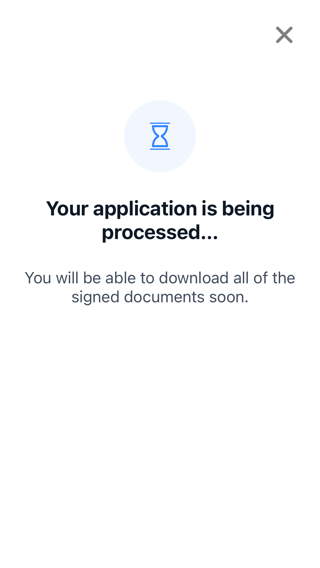 Your application is being
processed...
You will be able to download all of the
signed documents soon.